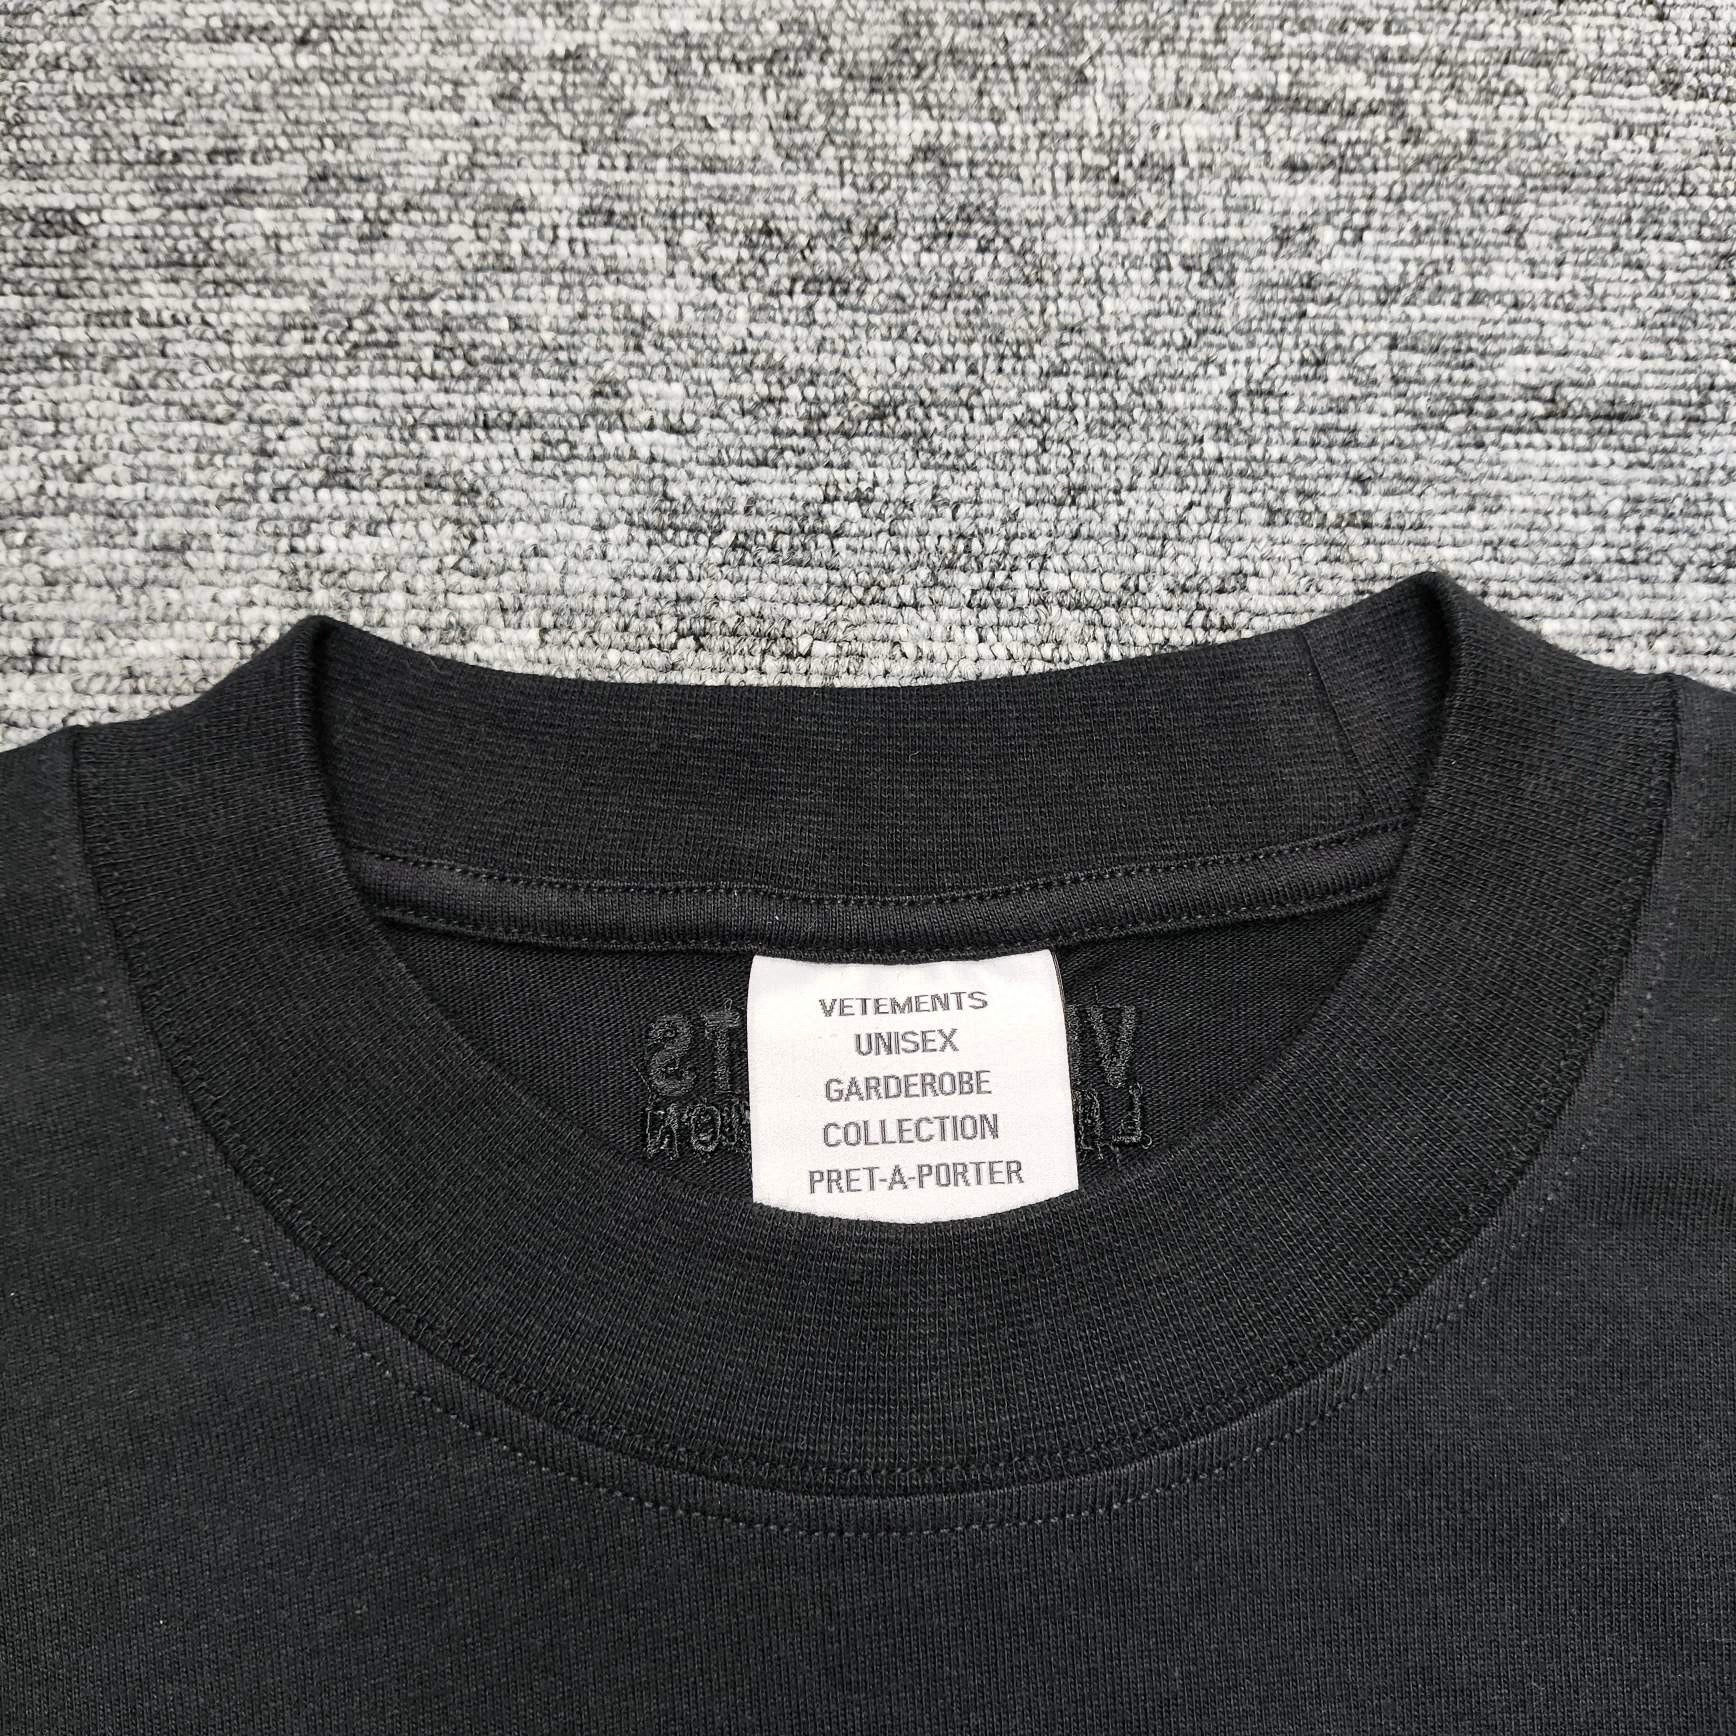 VETEMENTS
UNISEX
GARDEROBE
COLLECTION
PRET-A-PORTER